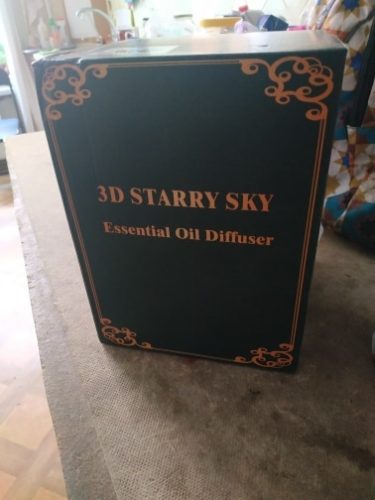 3D STARRY SKY
Essential Oil Diffuser